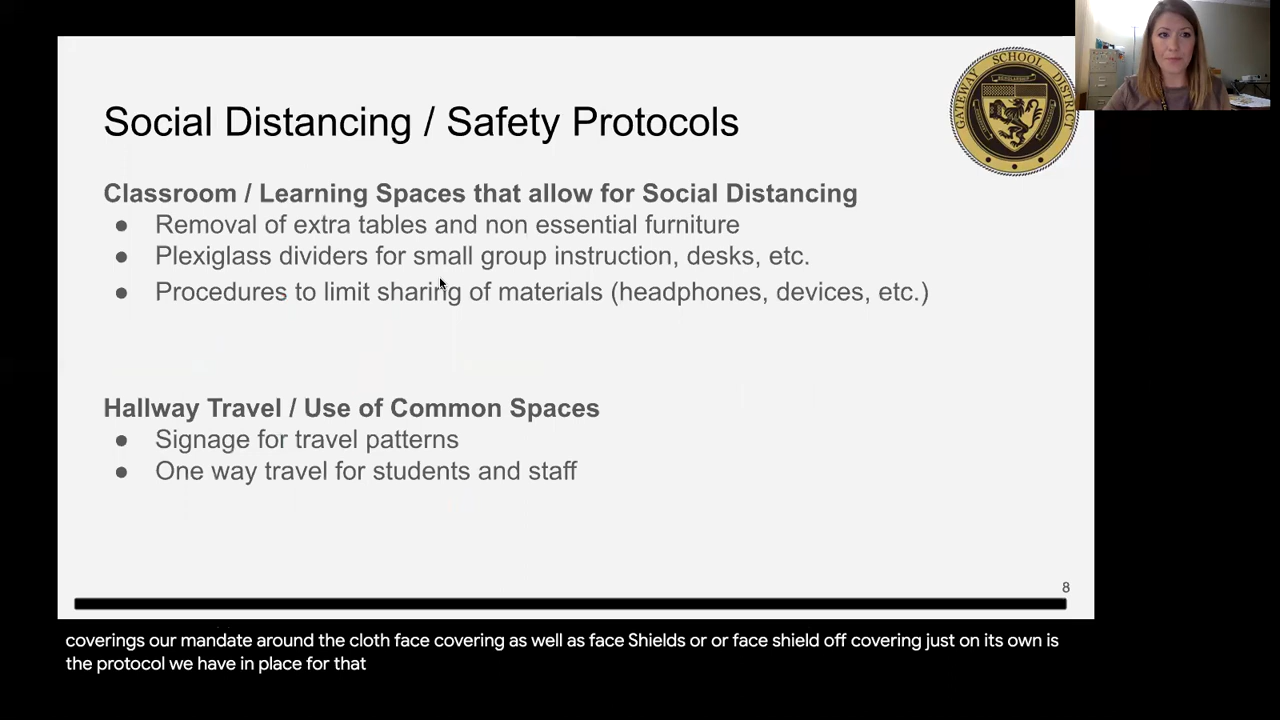 Social Distancing / Safety Protocols
GATEWAY SCHOOL DISTRICT
Classroom / Learning Spaces that allow for Social Distancing
● Removal of extra tables and non essential furniture
● Plexiglass dividers for small group instruction, desks, etc.
● Procedures to limit sharing of materials (headphones, devices, etc.)
Hallway Travel / Use of Common Spaces
● Signage for travel patterns
● One way travel for students and staff
8
coverings our mandate around the cloth face covering as well as face Shields or or face shield off covering just on its own is
the protocol we have in place for that